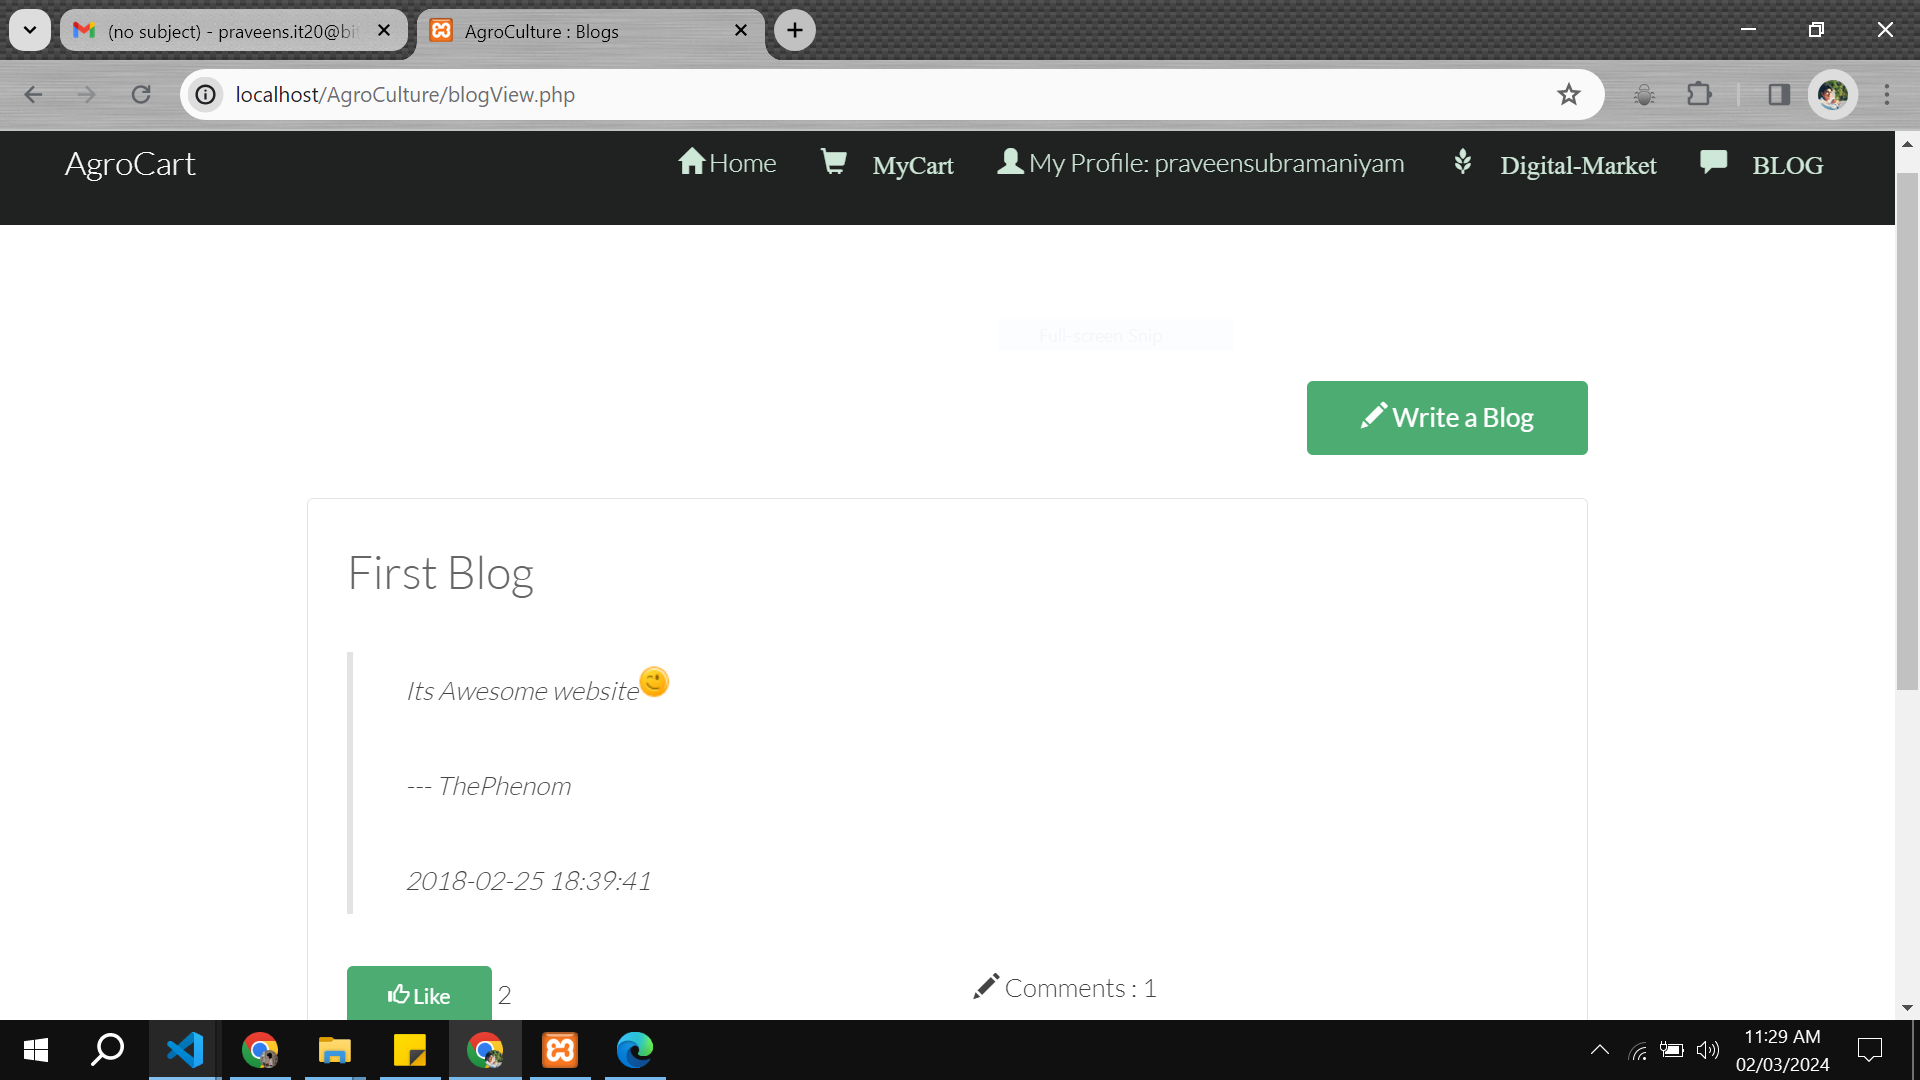 (no subject) - praveens.it20@bi
AgroCulture : Blogs
localhost/AgroCulture/blogView.php
AgroCart
Home
MyCart
My Profile: praveensubramaniyam
Digital-Market
BLOG
Full-screen Snip
Write a Blog
First Blog
Its Awesome website
--- ThePhenom
2018-02-25 18:39:41
Like 2
Comments : 1
11:29 AM
02/03/2024